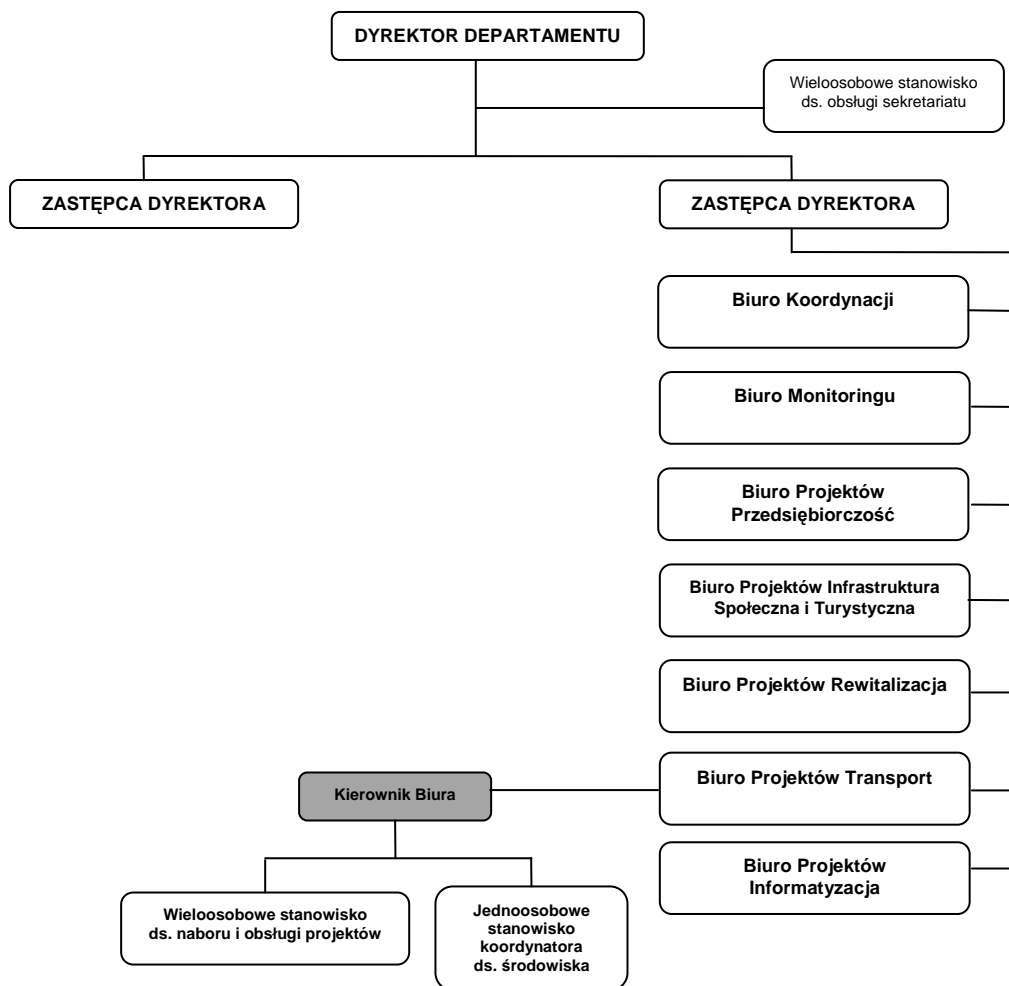 DYREKTOR DEPARTAMENTU
Wieloosobowe stanowisko
ds. obsługi sekretariatu
ZASTĘPCA DYREKTORA
ZASTĘPCA DYREKTORA
Biuro Koordynacji
Biuro Monitoringu
Biuro Projektów
Przedsiębiorczość
Biuro Projektów Infrastruktura
Społeczna i Turystyczna
Biuro Projektów Rewitalizacja
Biuro Projektów Transport
Kierownik Biura
Biuro Projektów
Informatyzacja
Wieloosobowe stanowisko
ds. naboru i obsługi projektów
Jednoosobowe
stanowisko
koordynatora
ds. środowiska